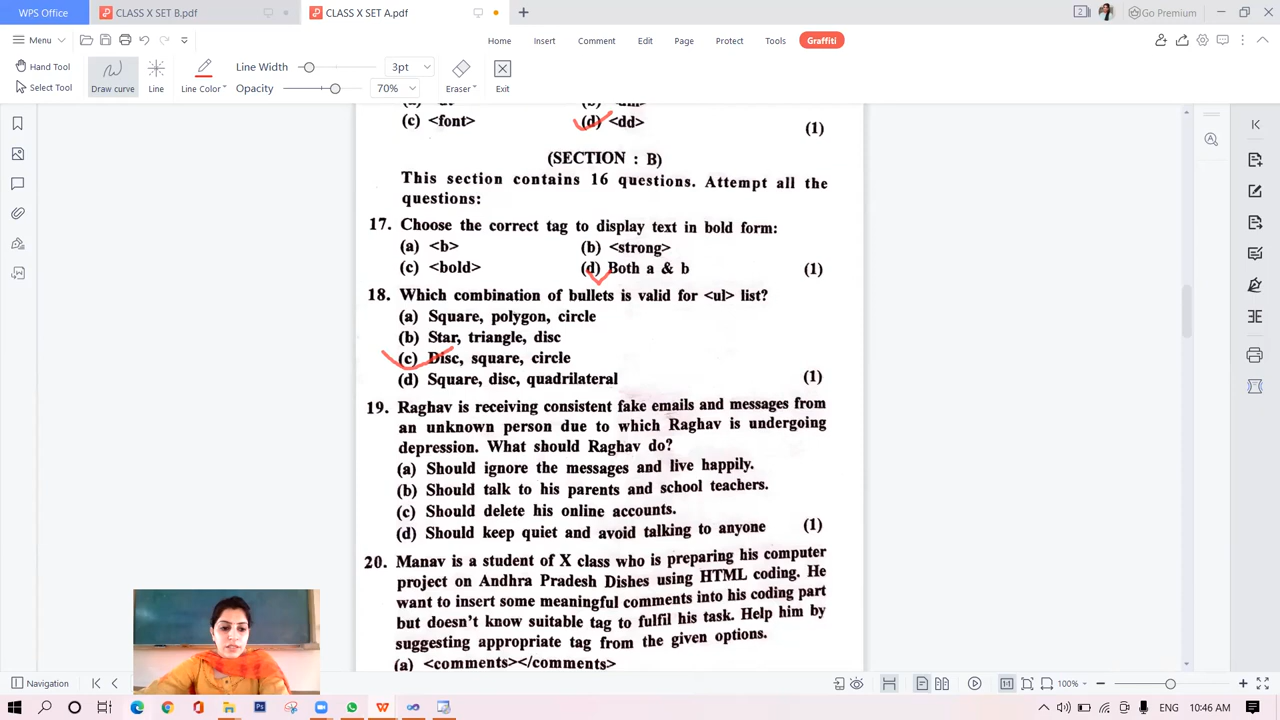 WPS Office
CLASS X SET B.pdf
CLASS X SET A.pdf
2
Go Premium
Menu
Home
Insert
Comment
Edit
Page
Protect
Tools
Graffiti
Hand Tool
Select Tool
Draw curve
Line
Line Color
Line Width
3pt
Opacity
70%
Eraser
Exit
(c) <font>
(d) <dd>
(1)
(SECTION : B)
This section contains 16 questions. Attempt all the
questions:
17. Choose the correct tag to display text in bold form:
(a) <b>
(b) <strong>
(c) <bold>
(d) Both a & b
(1)
18. Which combination of bullets is valid for <ul> list?
(a) Square, polygon, circle
(b) Star, triangle, disc
(c) Disc, square, circle
(d) Square, disc, quadrilateral
(1)
19. Raghav is receiving consistent fake emails and messages from
an unknown person due to which Raghav is undergoing
depression. What should Raghav do?
(a) Should ignore the messages and live happily.
(b) Should talk to his parents and school teachers.
(c) Should delete his online accounts.
(d) Should keep quiet and avoid talking to anyone
(1)
20. Manav is a student of X class who is preparing his computer
project on Andhra Pradesh Dishes using HTML coding. He
want to insert some meaningful comments into his coding part
but doesn't know suitable tag to fulfil his task. Help him by
suggesting appropriate tag from the given options.
(a) <comments></comments>
Navigation
100%
ENG
10:46 AM